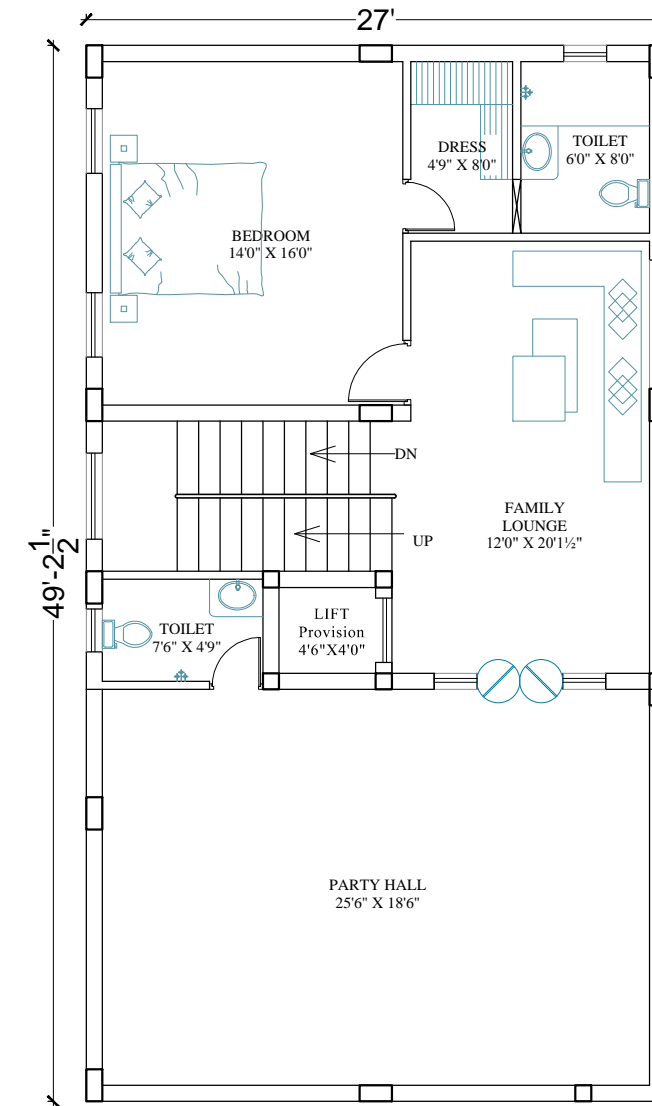 27'
49'-2 1/2"
DRESS
4'9" X 8'0"
TOILET
6'0" X 8'0"
BEDROOM
14'0" X 16'0"
DN
UP
FAMILY
LOUNGE
12'0" X 20'1½"
TOILET
7'6" X 4'9"
LIFT
Provision
4'6"X4'0"
PARTY HALL
25'6" X 18'6"